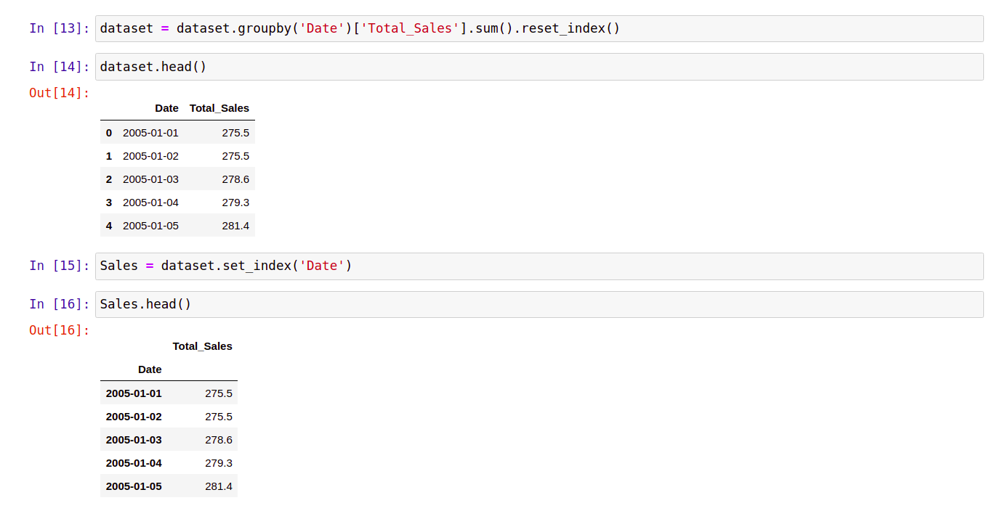 In [13]: dataset = dataset.groupby('Date')['Total_Sales'].sum().reset_index()
In [14]: dataset.head()
Out[14]:
Date Total_Sales
0 2005-01-01 275.5
1 2005-01-02 275.5
2 2005-01-03 278.6
3 2005-01-04 279.3
4 2005-01-05 281.4
In [15]: Sales = dataset.set_index('Date')
In [16]: Sales.head()
Out[16]:
Total_Sales
Date
2005-01-01 275.5
2005-01-02 275.5
2005-01-03 278.6
2005-01-04 279.3
2005-01-05 281.4